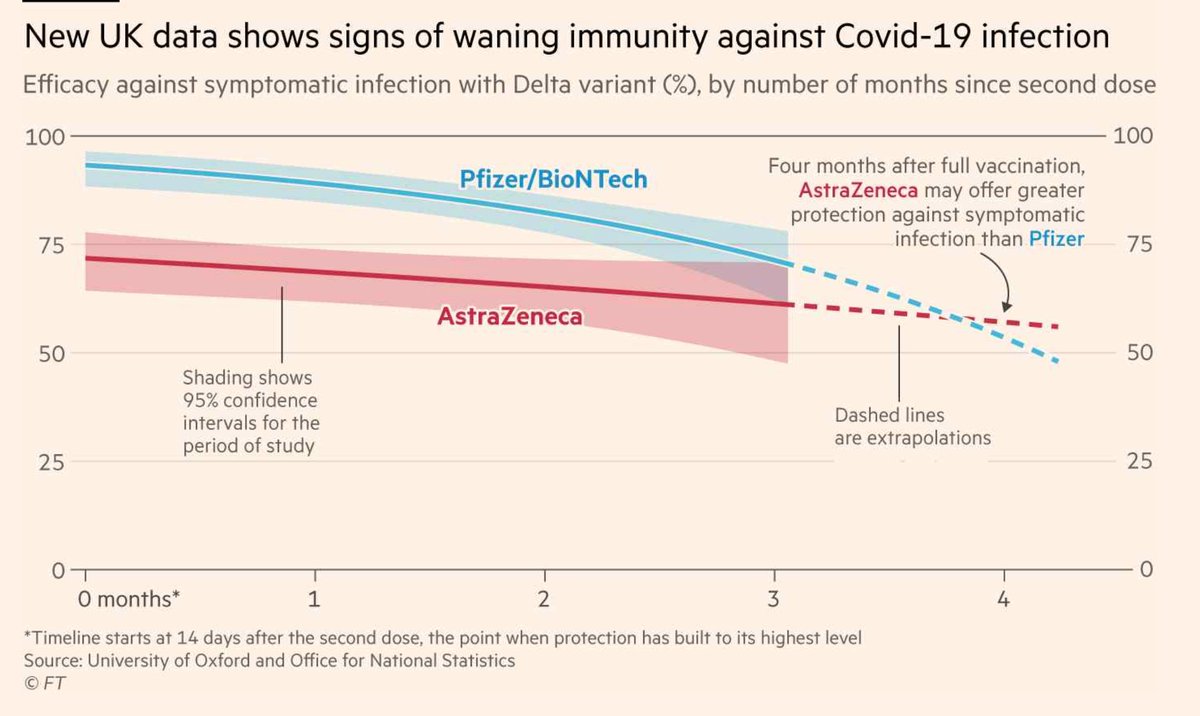 New UK data shows signs of waning immunity against Covid-19 infection
Efficacy against symptomatic infection with Delta variant (%), by number of months since second dose
100
100
Pfizer/BioNTech
Four months after full vaccination,
AstraZeneca may offer greater
protection against symptomatic
infection than Pfizer
75
75
AstraZeneca
50
50
Shading shows
95% confidence
intervals for the
period of study
Dashed lines
are extrapolations
25
25
0
0
0 months*
1
2
3
4
*Timeline starts at 14 days after the second dose, the point when protection has built to its highest level
Source: University of Oxford and Office for National Statistics
© FT